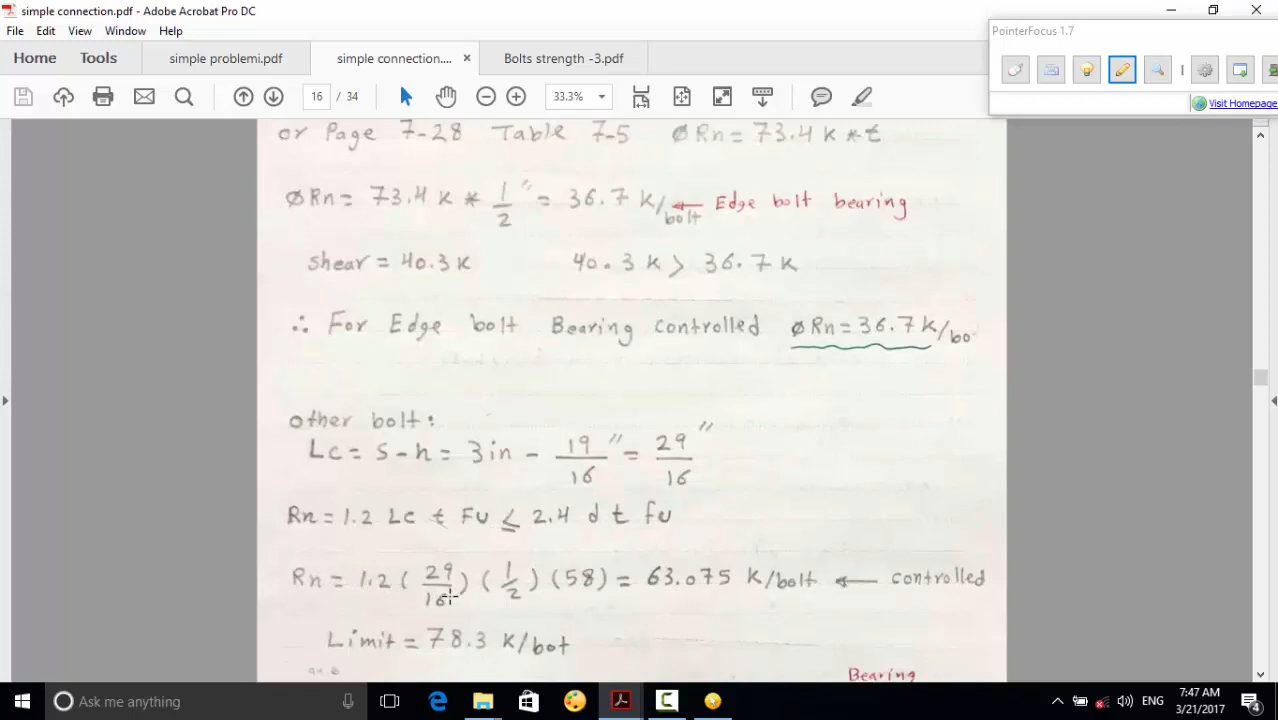 simple connection.pdf - Adobe Acrobat Pro DC
File Edit View Window Help
PointerFocus 1.7
Home Tools simple problemi.pdf simple connection.... × Bolts strength -3.pdf
16 / 34 33.3%
Visit Homepage
or Page 7-28 Table 7-5 ØRn = 73.4 K * t
ØRn = 73.4 K * 1/2" = 36.7 K/bolt ← Edge bolt bearing
shear = 40.3 K 40.3 K > 36.7 K
∴ For Edge bolt Bearing controlled ØRn = 36.7 K/bo
other bolt:
Lc = S - h = 3 in - 19/16" = 29/16"
Rn = 1.2 Lc t Fu ≤ 2.4 d t fu
Rn = 1.2 (29/16) (1/2) (58) = 63.075 K/bolt ← controlled
Limit = 78.3 K/bot
Bearing
Ask me anything
ENG
7:47 AM
3/21/2017
4